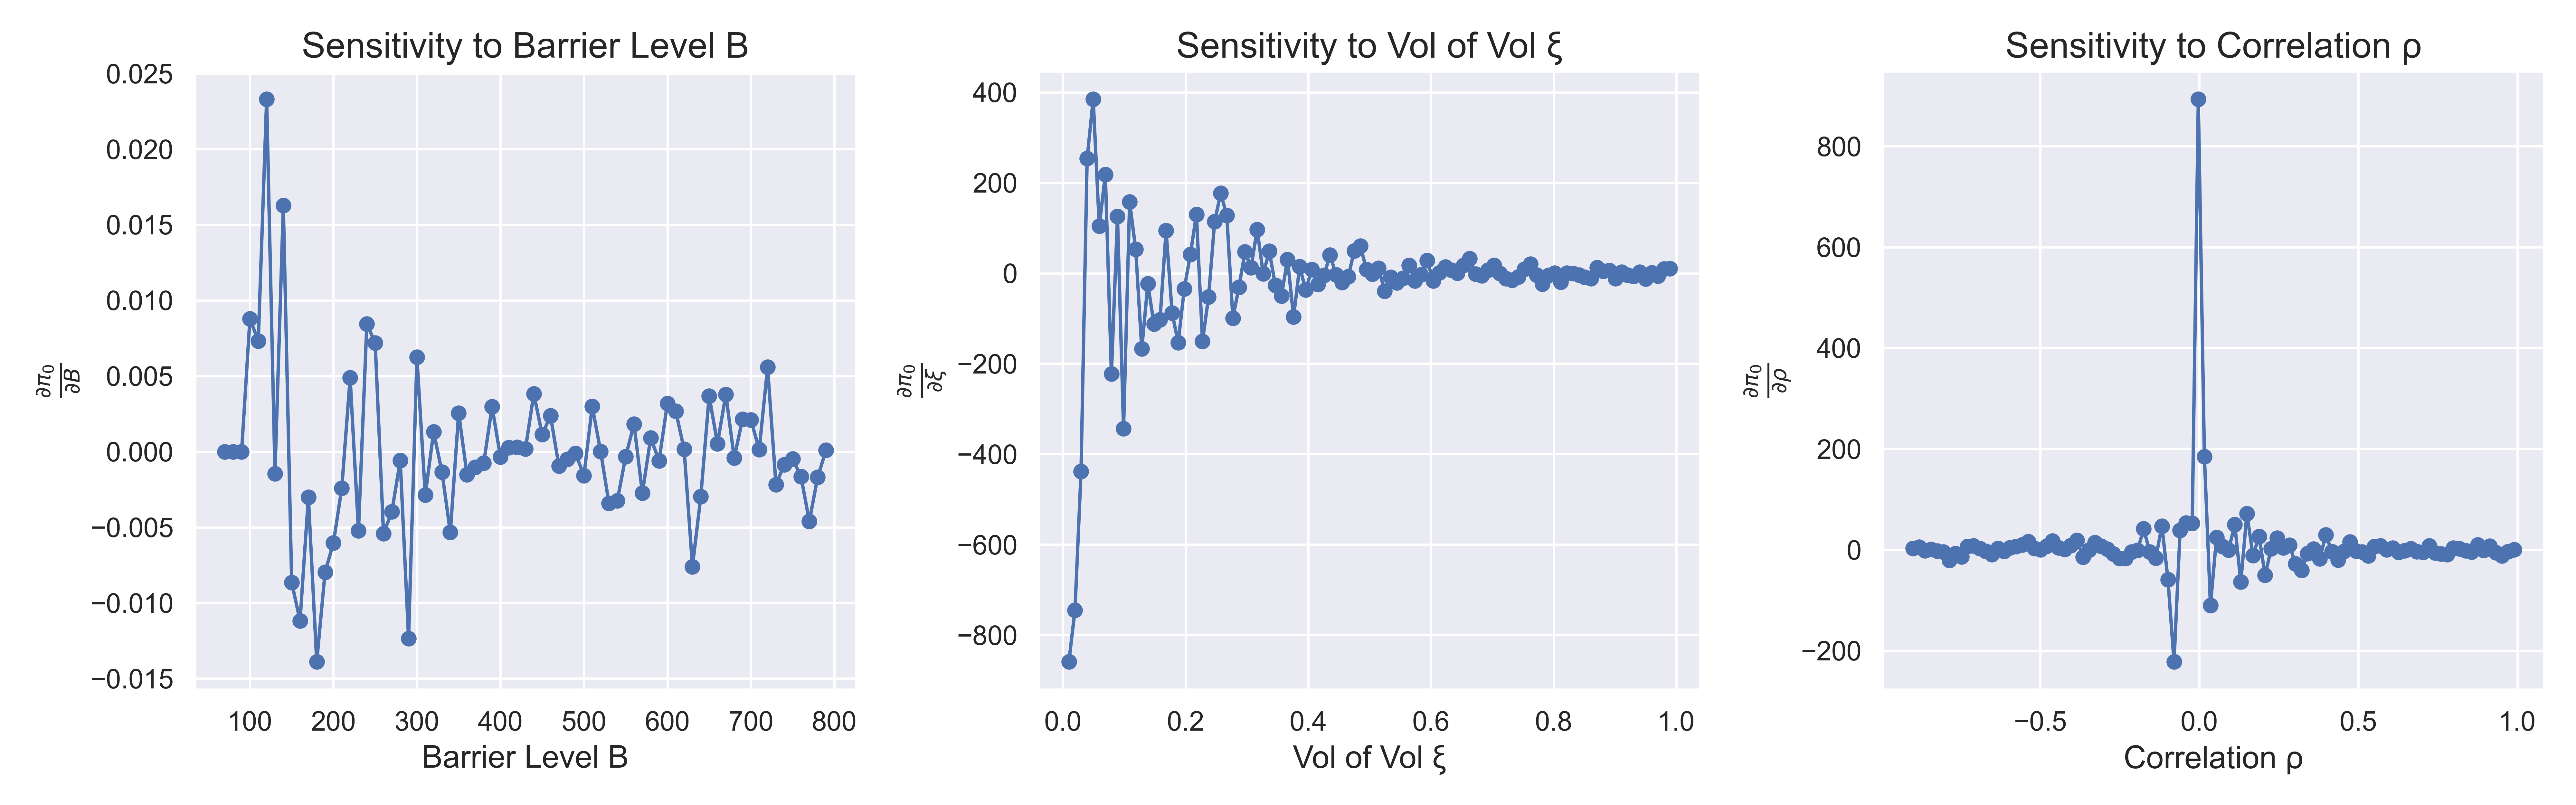 Sensitivity to Barrier Level B
0.025
0.020
0.015
0.010
0.005
0.000
−0.005
−0.010
−0.015
∂π₀
∂B
100 200 300 400 500 600 700 800
Barrier Level B
Sensitivity to Vol of Vol ξ
400
200
0
−200
−400
−600
−800
∂π₀
∂ξ
0.0 0.2 0.4 0.6 0.8 1.0
Vol of Vol ξ
Sensitivity to Correlation ρ
800
600
400
200
0
−200
∂π₀
∂ρ
−0.5 0.0 0.5 1.0
Correlation ρ